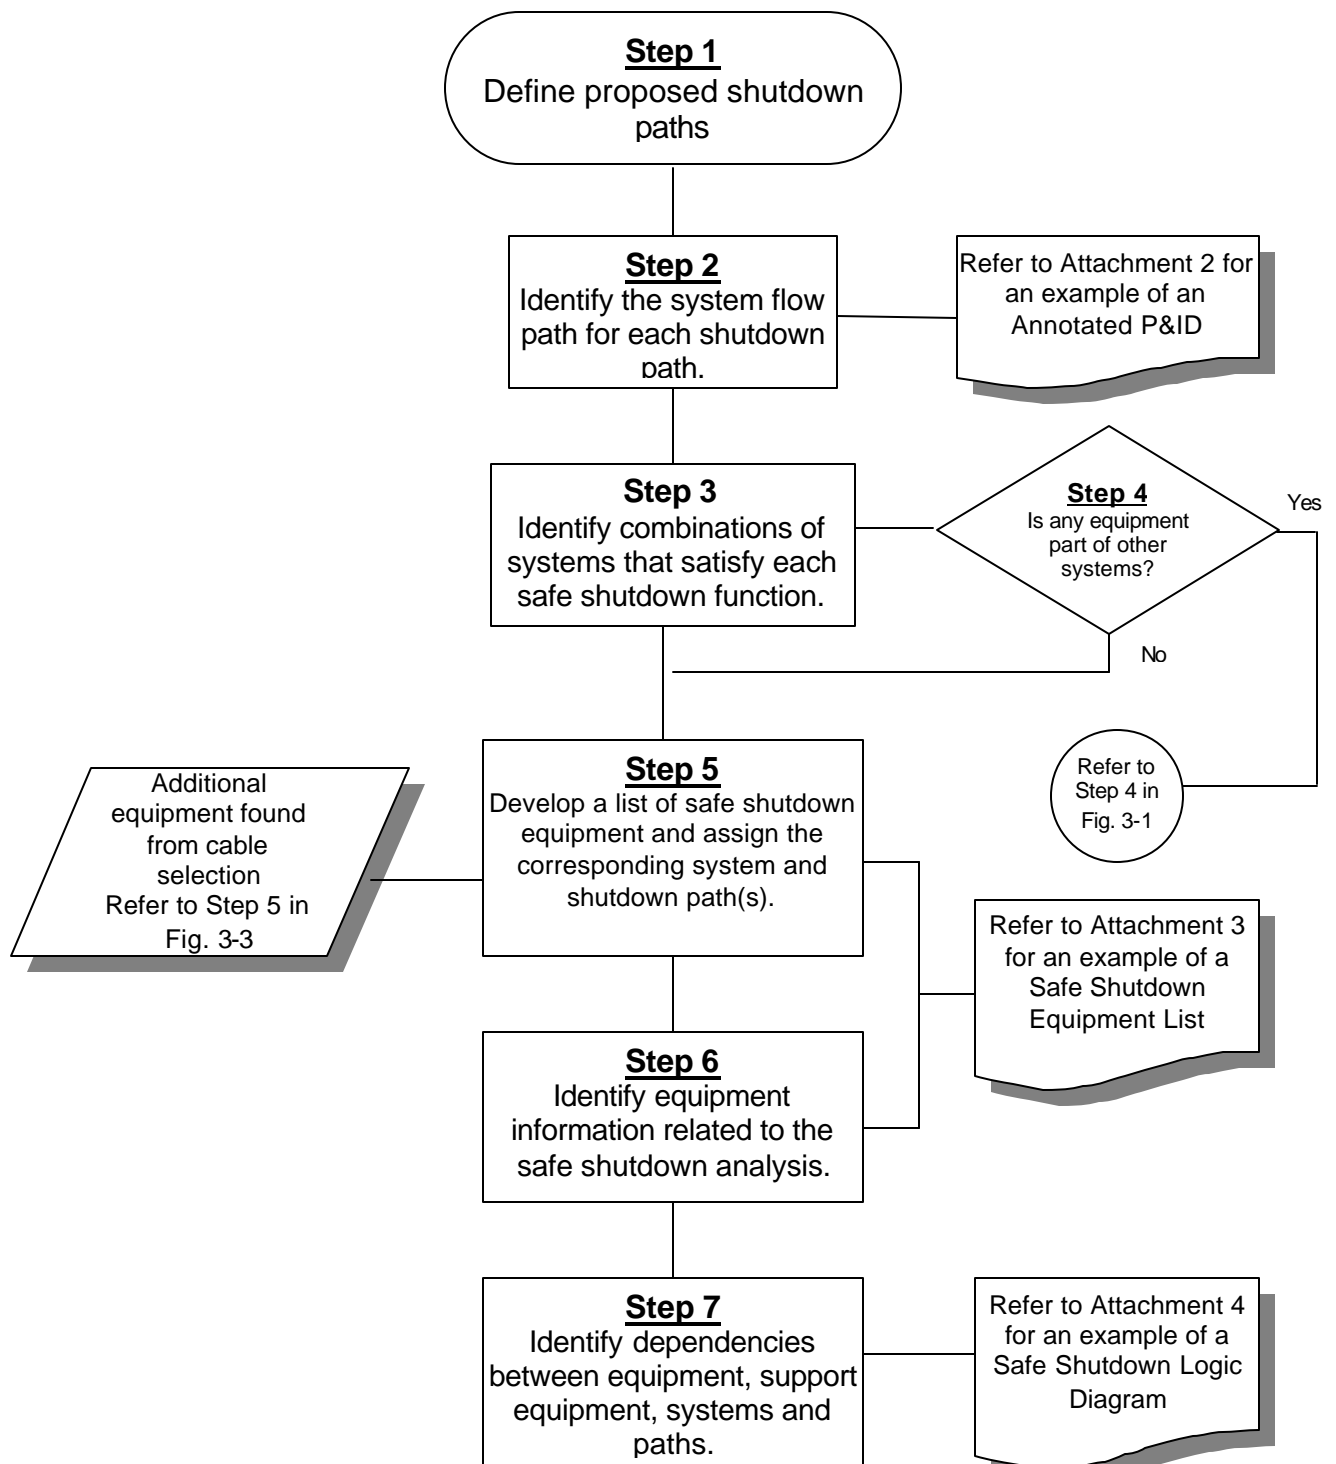 Step 1
Define proposed shutdown
paths
Step 2
Identify the system flow
path for each shutdown
path.
Refer to Attachment 2 for
an example of an
Annotated P&ID
Step 3
Identify combinations of
systems that satisfy each
safe shutdown function.
Step 4
Is any equipment
part of other
systems?
Yes
No
Refer to
Step 4 in
Fig. 3-1
Additional
equipment found
from cable
selection
Refer to Step 5 in
Fig. 3-3
Step 5
Develop a list of safe shutdown
equipment and assign the
corresponding system and
shutdown path(s).
Refer to Attachment 3
for an example of a
Safe Shutdown
Equipment List
Step 6
Identify equipment
information related to the
safe shutdown analysis.
Step 7
Identify dependencies
between equipment, support
equipment, systems and
paths.
Refer to Attachment 4
for an example of a
Safe Shutdown Logic
Diagram